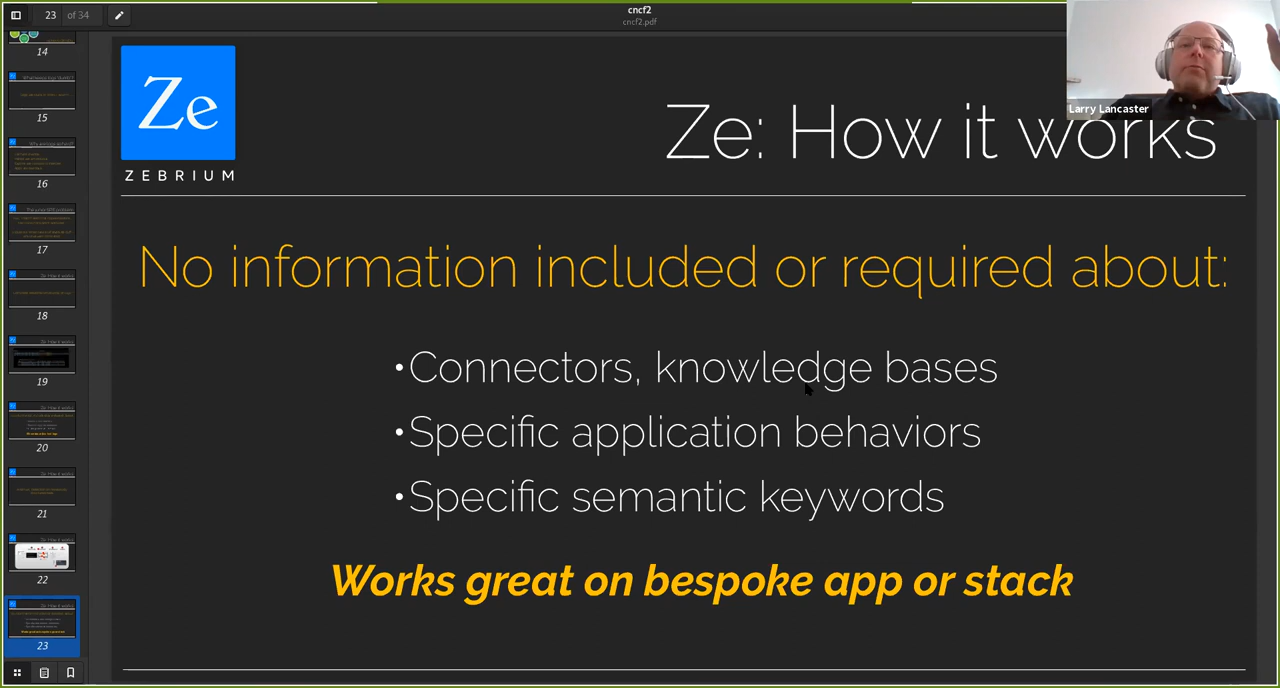 23 of 34
cncf2
cncf2.pdf
Larry Lancaster
14
15
16
17
18
19
20
21
22
23
Ze
ZEBRIUM
Ze: How it works
No information included or required about:
•Connectors, knowledge bases
•Specific application behaviors
•Specific semantic keywords
Works great on bespoke app or stack